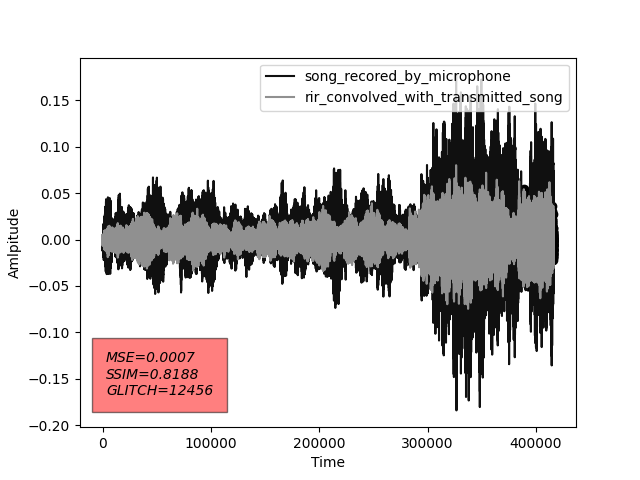 song_recored_by_microphone
rir_convolved_with_transmitted_song
0.15
0.10
0.05
0.00
−0.05
−0.10
−0.15
−0.20
Amlpitude
MSE=0.0007
SSIM=0.8188
GLITCH=12456
0 100000 200000 300000 400000
Time